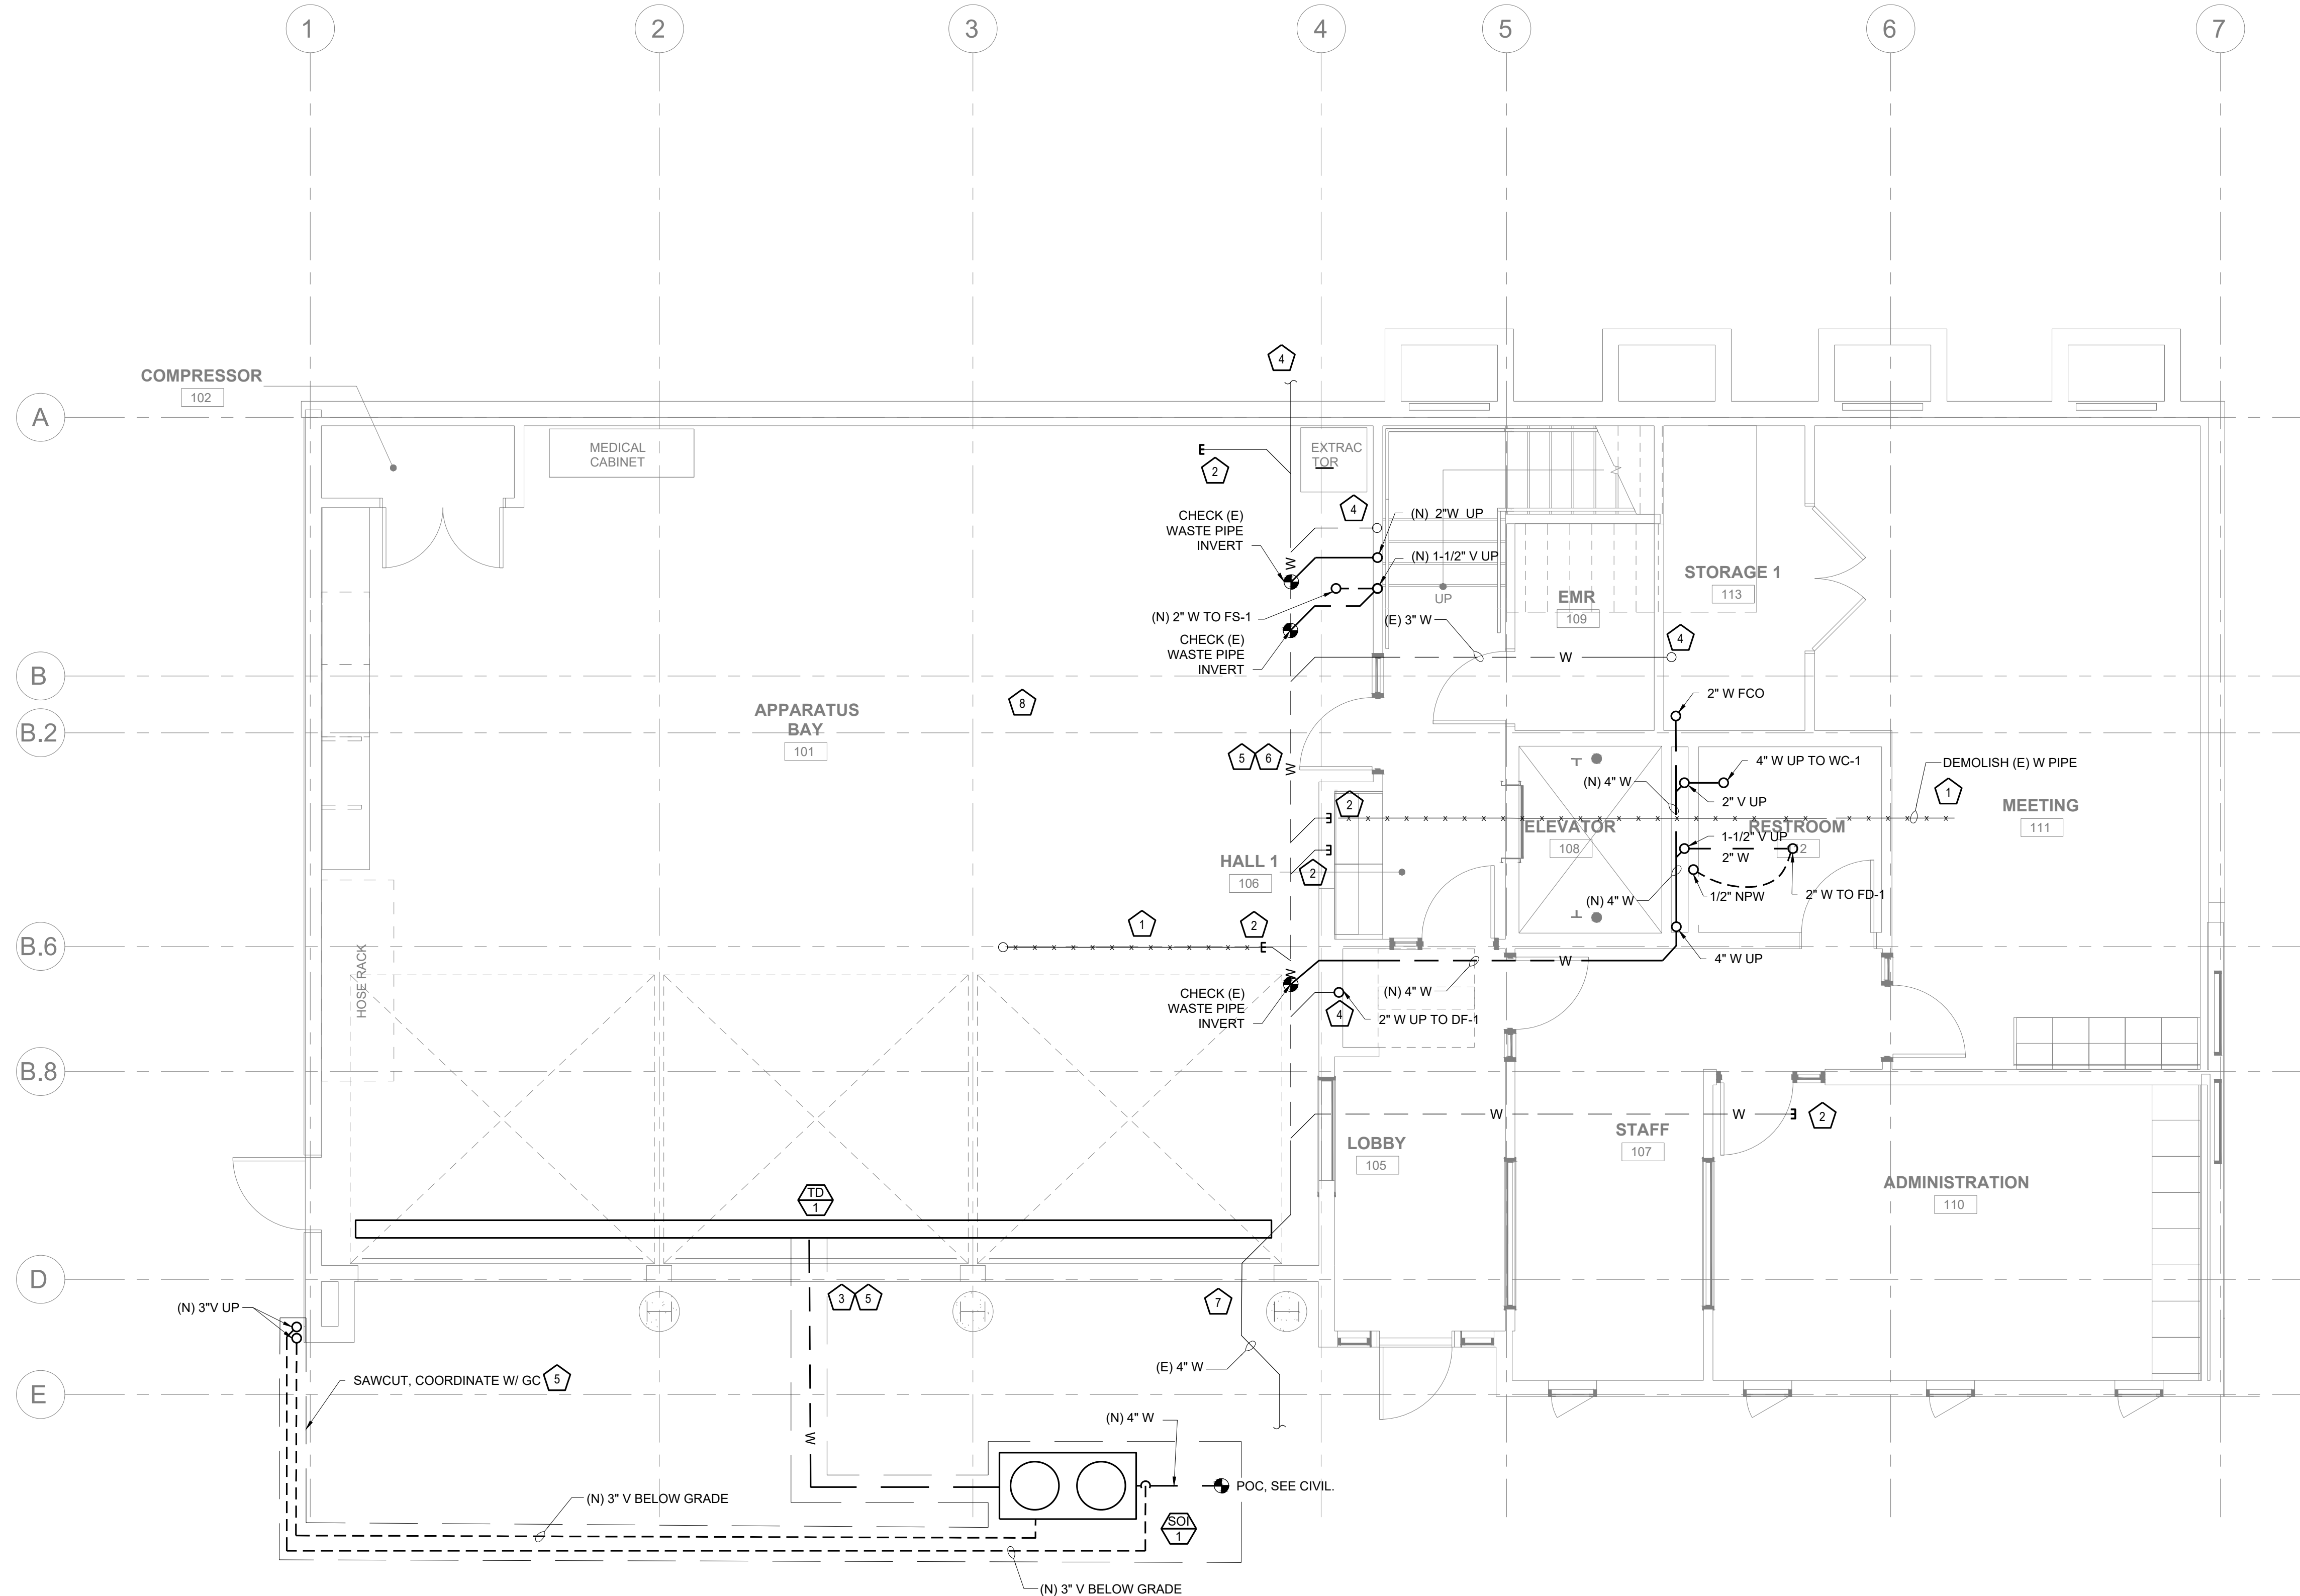 1
2
3
4
5
6
7
4
COMPRESSOR
102
A
MEDICAL
CABINET
EXTRAC
TOR
2
CHECK (E)
WASTE PIPE
INVERT
4
(N) 2"W UP
W
(N) 1-1/2" V UP
STORAGE 1
113
EMR
109
UP
(N) 2" W TO FS-1
(E) 3" W
CHECK (E)
WASTE PIPE
INVERT
4
W
B
8
2" W FCO
APPARATUS
BAY
101
B.2
5
6
W
4" W UP TO WC-1
DEMOLISH (E) W PIPE
(N) 4" W
1
2
2" V UP
MEETING
111
ELEVATOR
108
RESTROOM
1-1/2" V UP
2" W
HALL 1
106
2
1/2" NPW
2" W TO FD-1
(N) 4" W
1
2
B.6
HOSE RACK
4" W UP
W
W
CHECK (E)
WASTE PIPE
INVERT
(N) 4" W
4
2" W UP TO DF-1
B.8
W
W
2
LOBBY
105
STAFF
107
ADMINISTRATION
110
TD
1
D
3
5
7
(N) 3"V UP
(E) 4" W
E
SAWCUT, COORDINATE W/ GC
5
W
(N) 4" W
POC, SEE CIVIL.
(N) 3" V BELOW GRADE
SOI
1
(N) 3" V BELOW GRADE